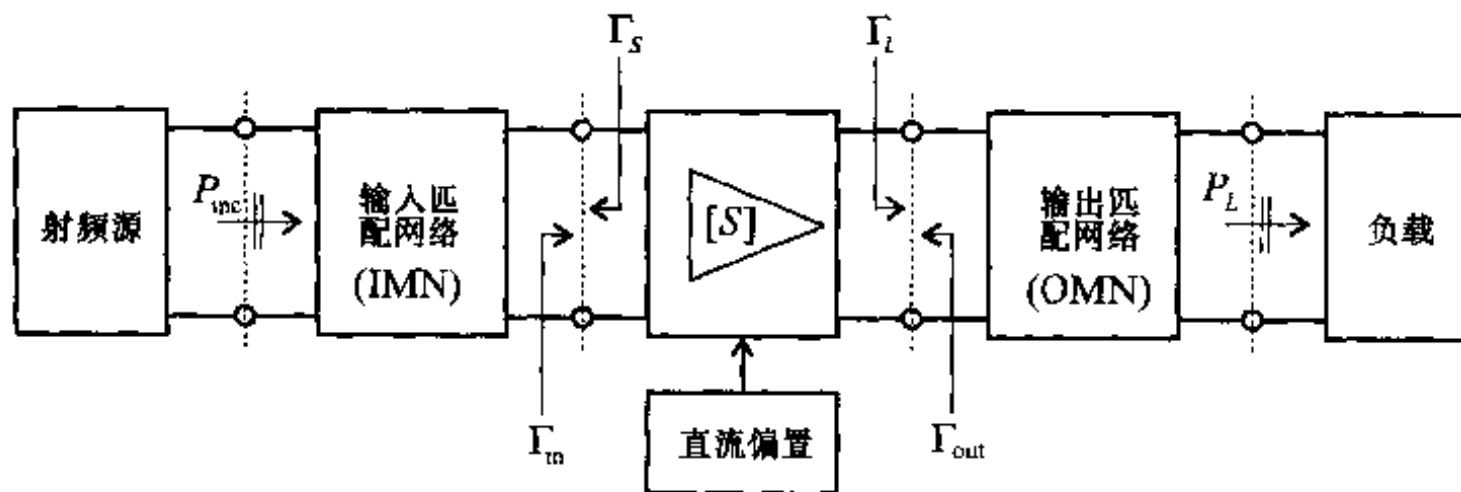 Γs
ΓL
射频源
Pinc
输入匹
配网络
(IMN)
[S]
输出匹
配网络
(OMN)
PL
负载
Γin
直流偏置
Γout